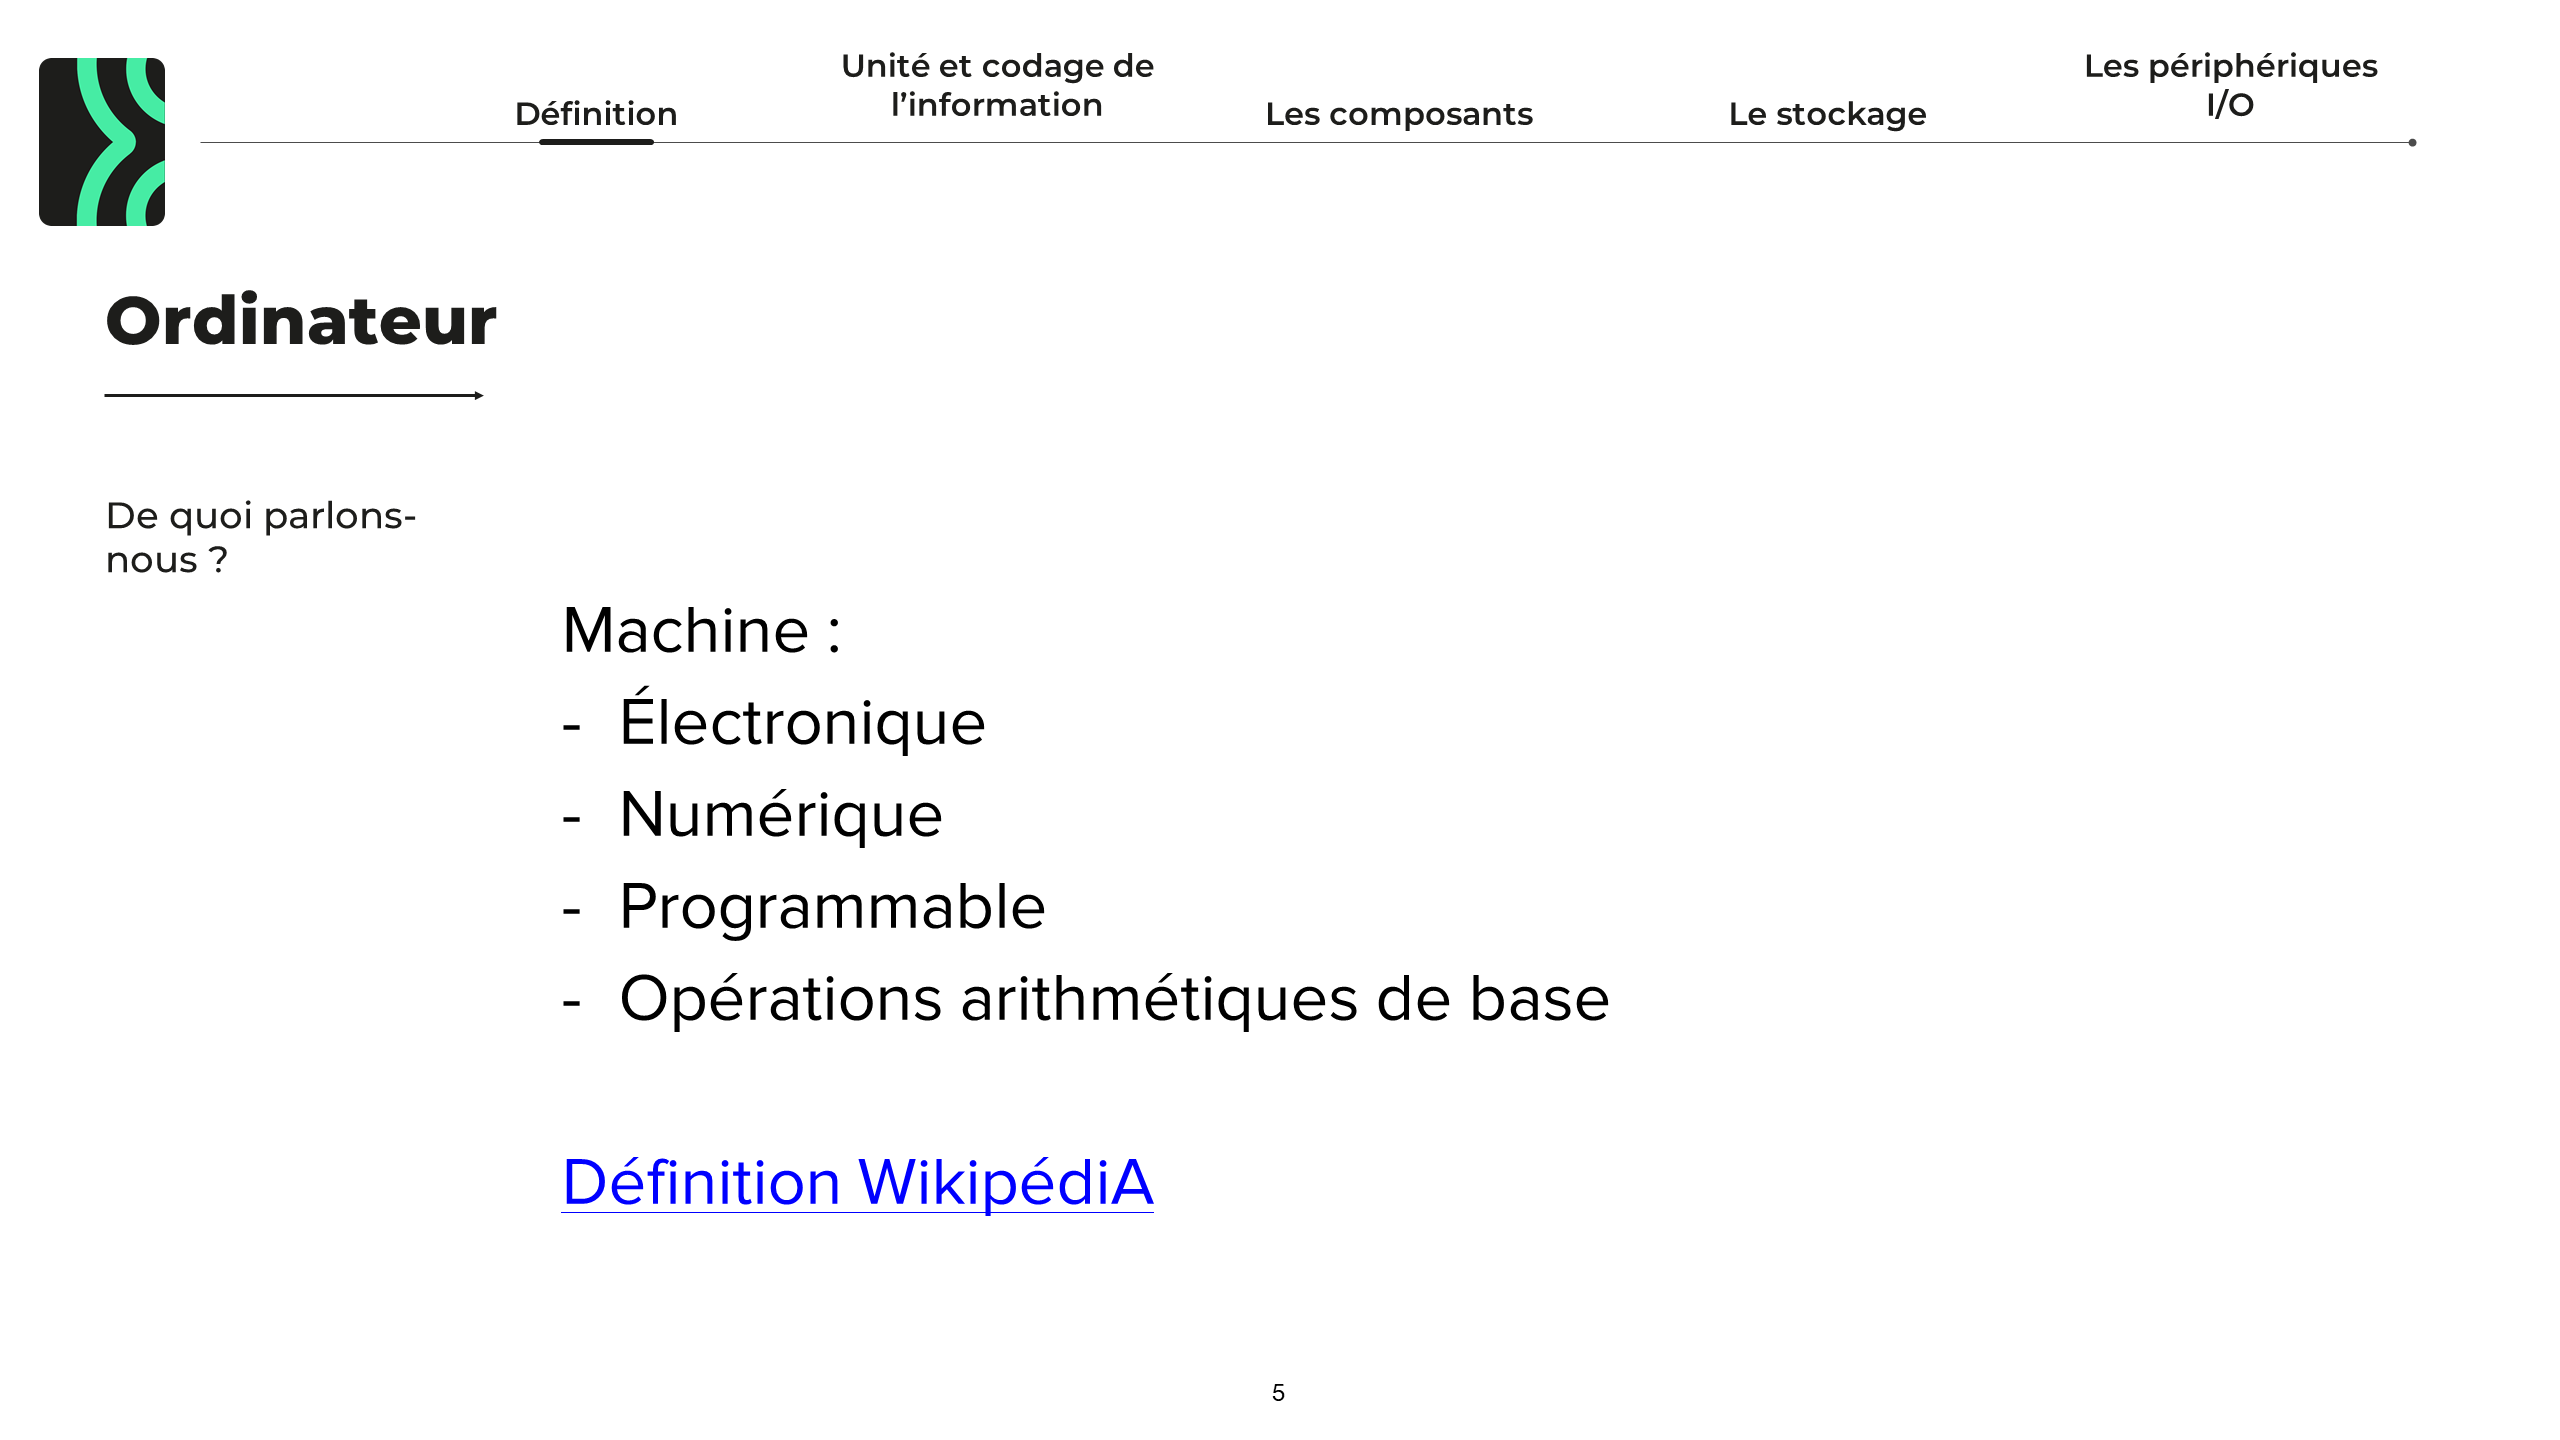 Définition
Unité et codage de
l’information
Les composants
Le stockage
Les périphériques
I/O
Ordinateur
De quoi parlons-
nous ?
Machine :
- Électronique
- Numérique
- Programmable
- Opérations arithmétiques de base
Définition WikipédiA
5